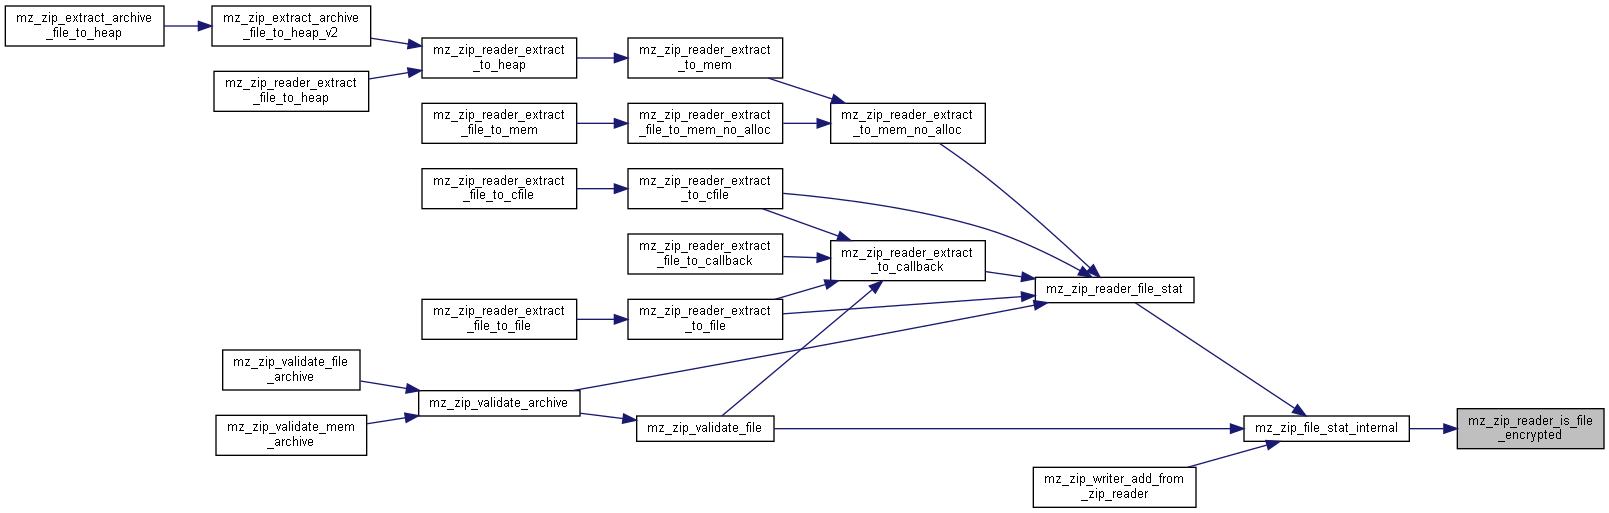 mz_zip_extract_archive
_file_to_heap
mz_zip_extract_archive
_file_to_heap_v2
mz_zip_reader_extract
_file_to_heap
mz_zip_reader_extract
_to_heap
mz_zip_reader_extract
_to_mem
mz_zip_reader_extract
_file_to_mem
mz_zip_reader_extract
_file_to_mem_no_alloc
mz_zip_reader_extract
_to_mem_no_alloc
mz_zip_reader_extract
_file_to_cfile
mz_zip_reader_extract
_to_cfile
mz_zip_reader_extract
_file_to_callback
mz_zip_reader_extract
_to_callback
mz_zip_reader_file_stat
mz_zip_reader_extract
_file_to_file
mz_zip_reader_extract
_to_file
mz_zip_validate_file
_archive
mz_zip_validate_mem
_archive
mz_zip_validate_archive
mz_zip_validate_file
mz_zip_file_stat_internal
mz_zip_reader_is_file
_encrypted
mz_zip_writer_add_from
_zip_reader